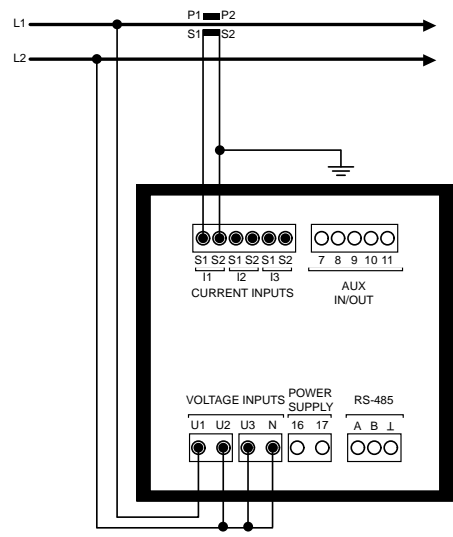 P1 P2
L1
S1 S2
L2
S1 S2 S1 S2 S1 S2
I1 I2 I3
CURRENT INPUTS
7 8 9 10 11
AUX
IN/OUT
VOLTAGE INPUTS
U1 U2 U3 N
POWER
SUPPLY
16 17
RS-485
A B ⊥